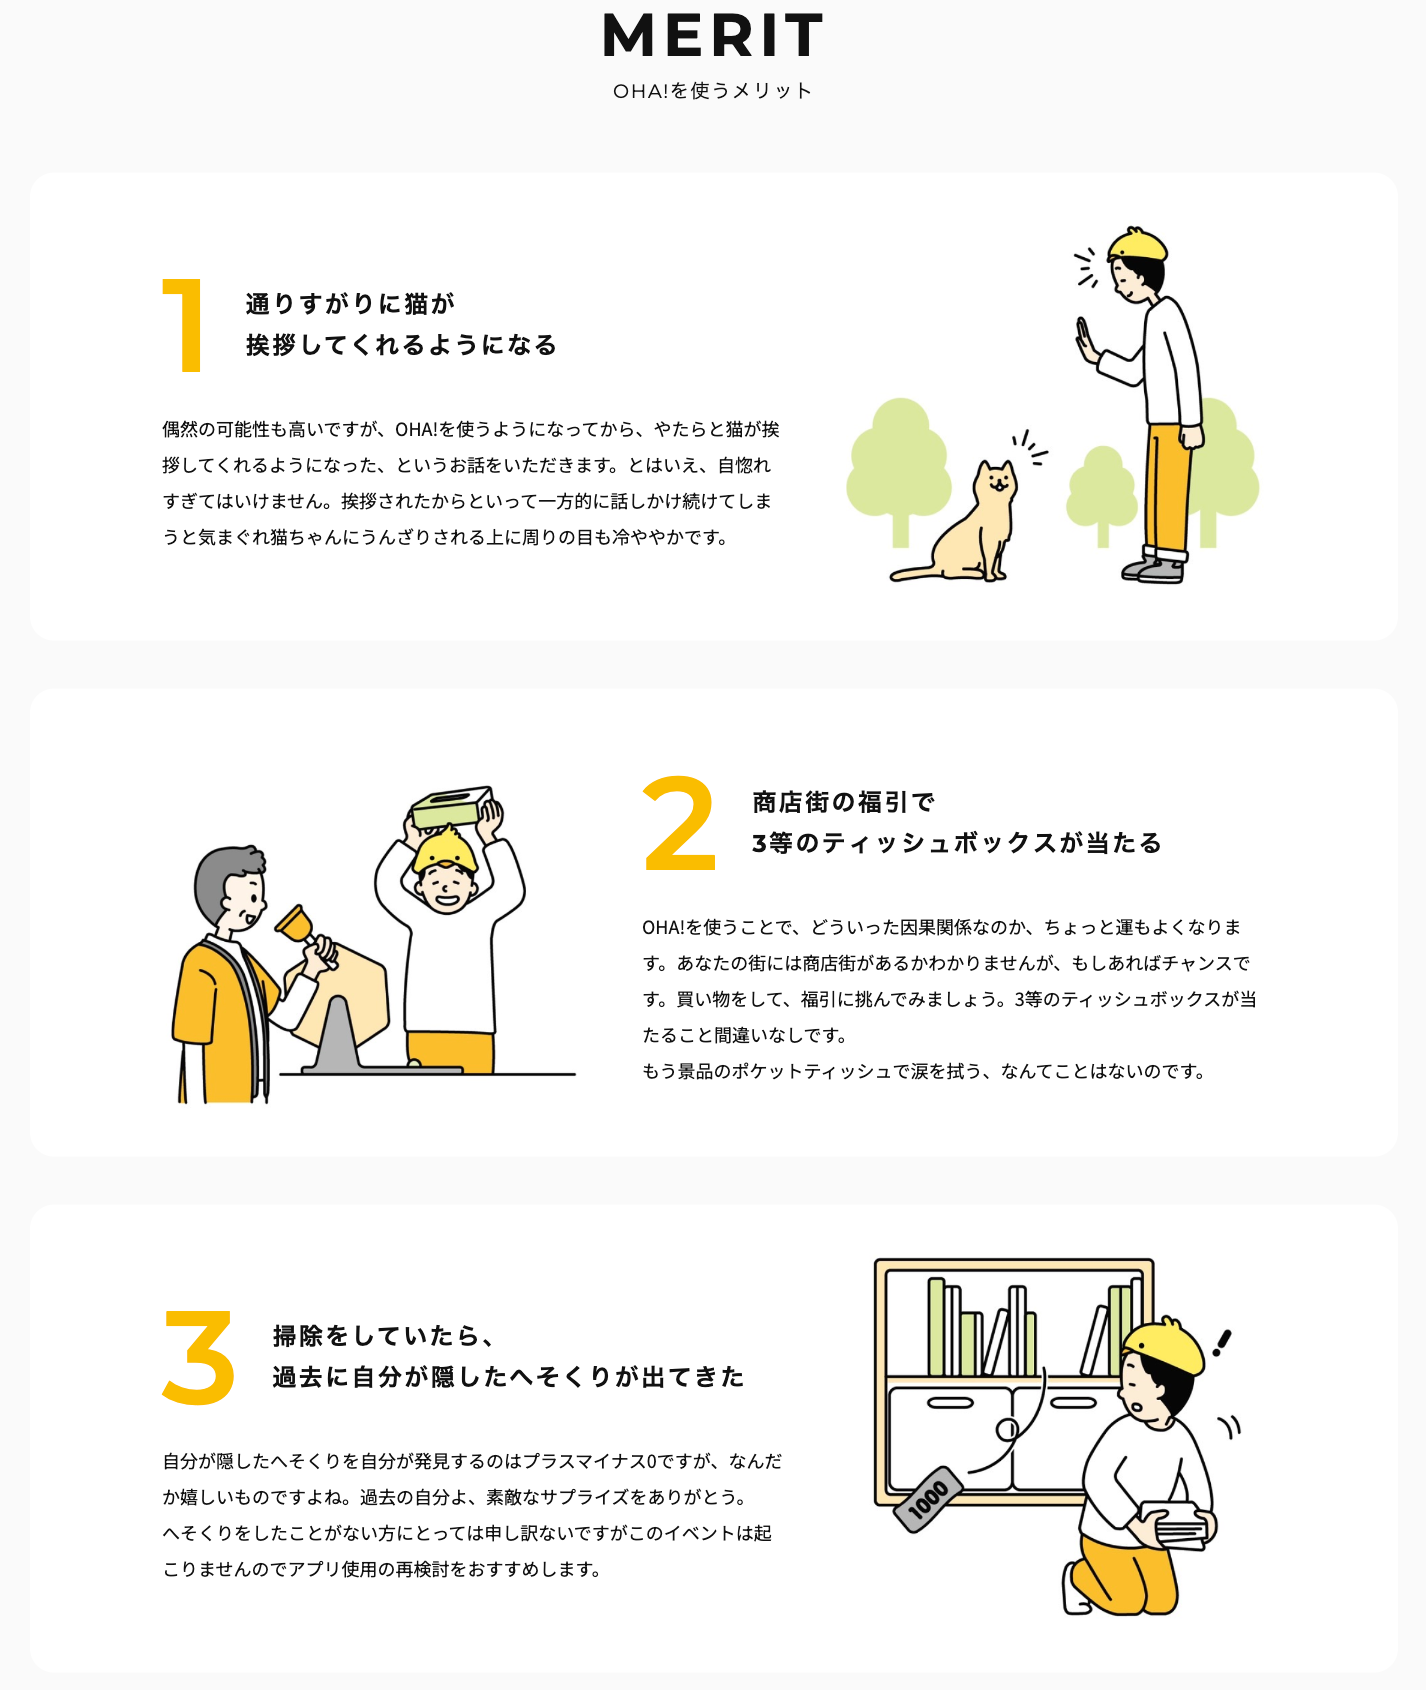 MERIT
OHA!を使うメリット
1
通りすがりに猫が
挨拶してくれるようになる
偶然の可能性も高いですが、OHA!を使うようになってから、やたらと猫が挨
拶してくれるようになった、というお話をいただきます。とはいえ、自惚れ
すぎてはいけません。挨拶されたからといって一方的に話しかけ続けてしま
うと気まぐれ猫ちゃんにうんざりされる上に周りの目も冷ややかです。
2
商店街の福引で
3等のティッシュボックスが当たる
OHA!を使うことで、どういった因果関係なのか、ちょっと運もよくなりま
す。あなたの街には商店街があるかわかりませんが、もしあればチャンスで
す。買い物をして、福引に挑んでみましょう。3等のティッシュボックスが当
たること間違いなしです。
もう景品のポケットティッシュで涙を拭う、なんてことはないのです。
3
掃除をしていたら、
過去に自分が隠したへそくりが出てきた
自分が隠したへそくりを自分が発見するのはプラスマイナス0ですが、なんだ
か嬉しいものですよね。過去の自分よ、素敵なサプライズをありがとう。
へそくりをしたことがない方にとっては申し訳ないですがこのイベントは起
こりませんのでアプリ使用の再検討をおすすめします。
1000